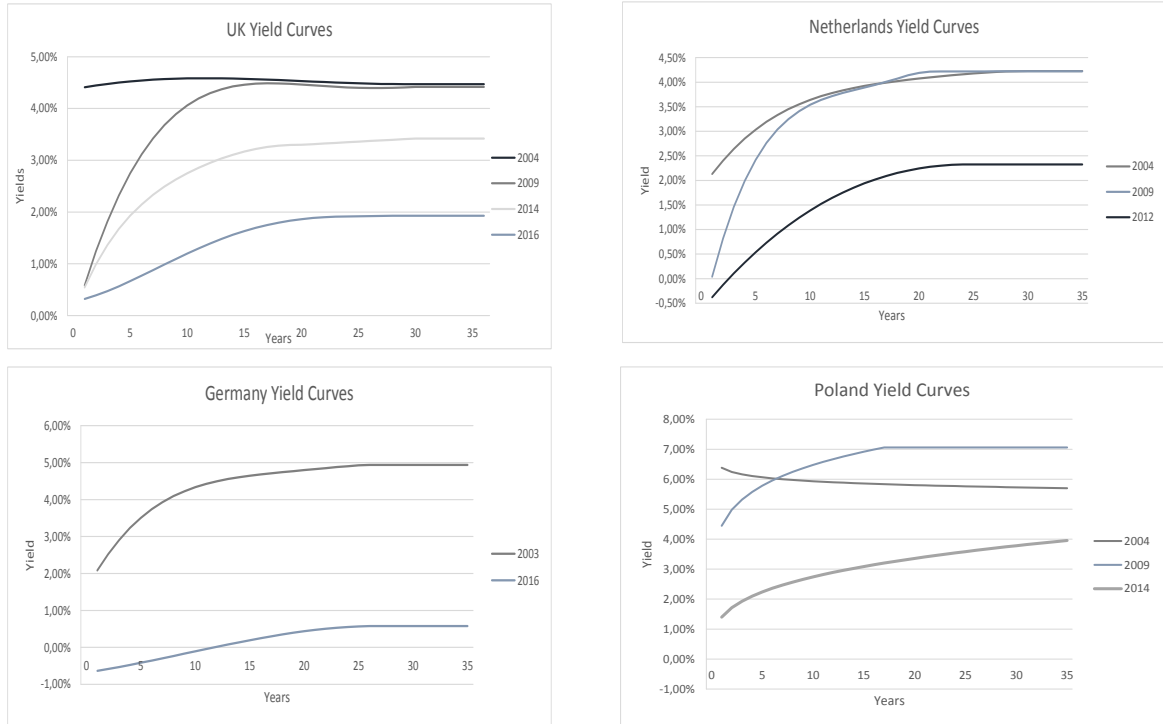 UK Yield Curves
5,00%
4,00%
3,00%
2,00%
1,00%
0,00%
Yields
0 5 10 15 20 25 30 35
Years
2004
2009
2014
2016
Netherlands Yield Curves
4,50%
4,00%
3,50%
3,00%
2,50%
2,00%
1,50%
1,00%
0,50%
0,00%
-0,50%
Yield
0 5 10 15 20 25 30 35
Years
2004
2009
2012
Germany Yield Curves
6,00%
5,00%
4,00%
3,00%
2,00%
1,00%
0,00%
-1,00%
Yield
0 5 10 15 20 25 30 35
Years
2003
2016
Poland Yield Curves
8,00%
7,00%
6,00%
5,00%
4,00%
3,00%
2,00%
1,00%
0,00%
-1,00%
Yield
0 5 10 15 20 25 30 35
Years
2004
2009
2014